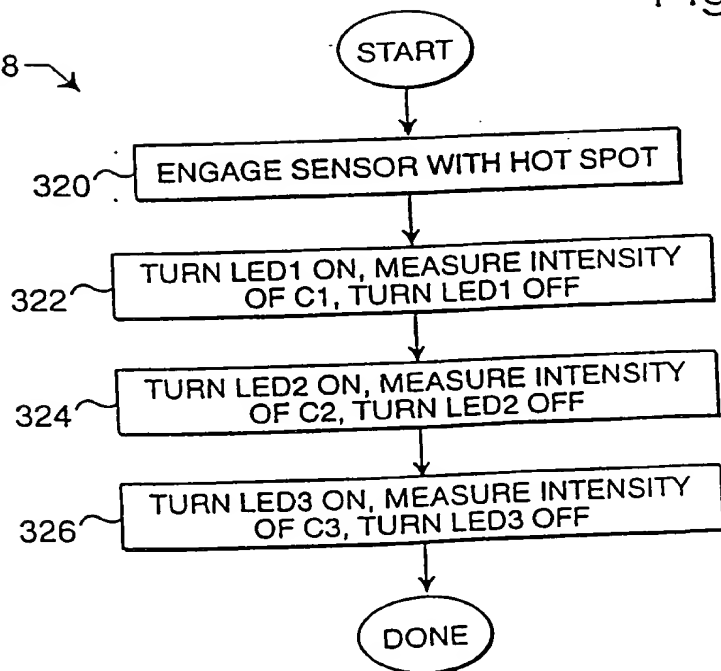 Fig
START
8
320
ENGAGE SENSOR WITH HOT SPOT
322
TURN LED1 ON, MEASURE INTENSITY
OF C1, TURN LED1 OFF
324
TURN LED2 ON, MEASURE INTENSITY
OF C2, TURN LED2 OFF
326
TURN LED3 ON, MEASURE INTENSITY
OF C3, TURN LED3 OFF
DONE